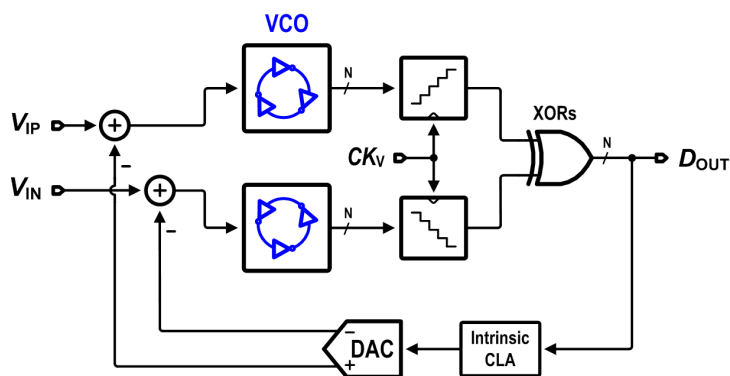 VCO
N
V_IP
+
−
CK_V
XORs
N
D_OUT
V_IN
+
−
N
−
DAC
+
Intrinsic
CLA